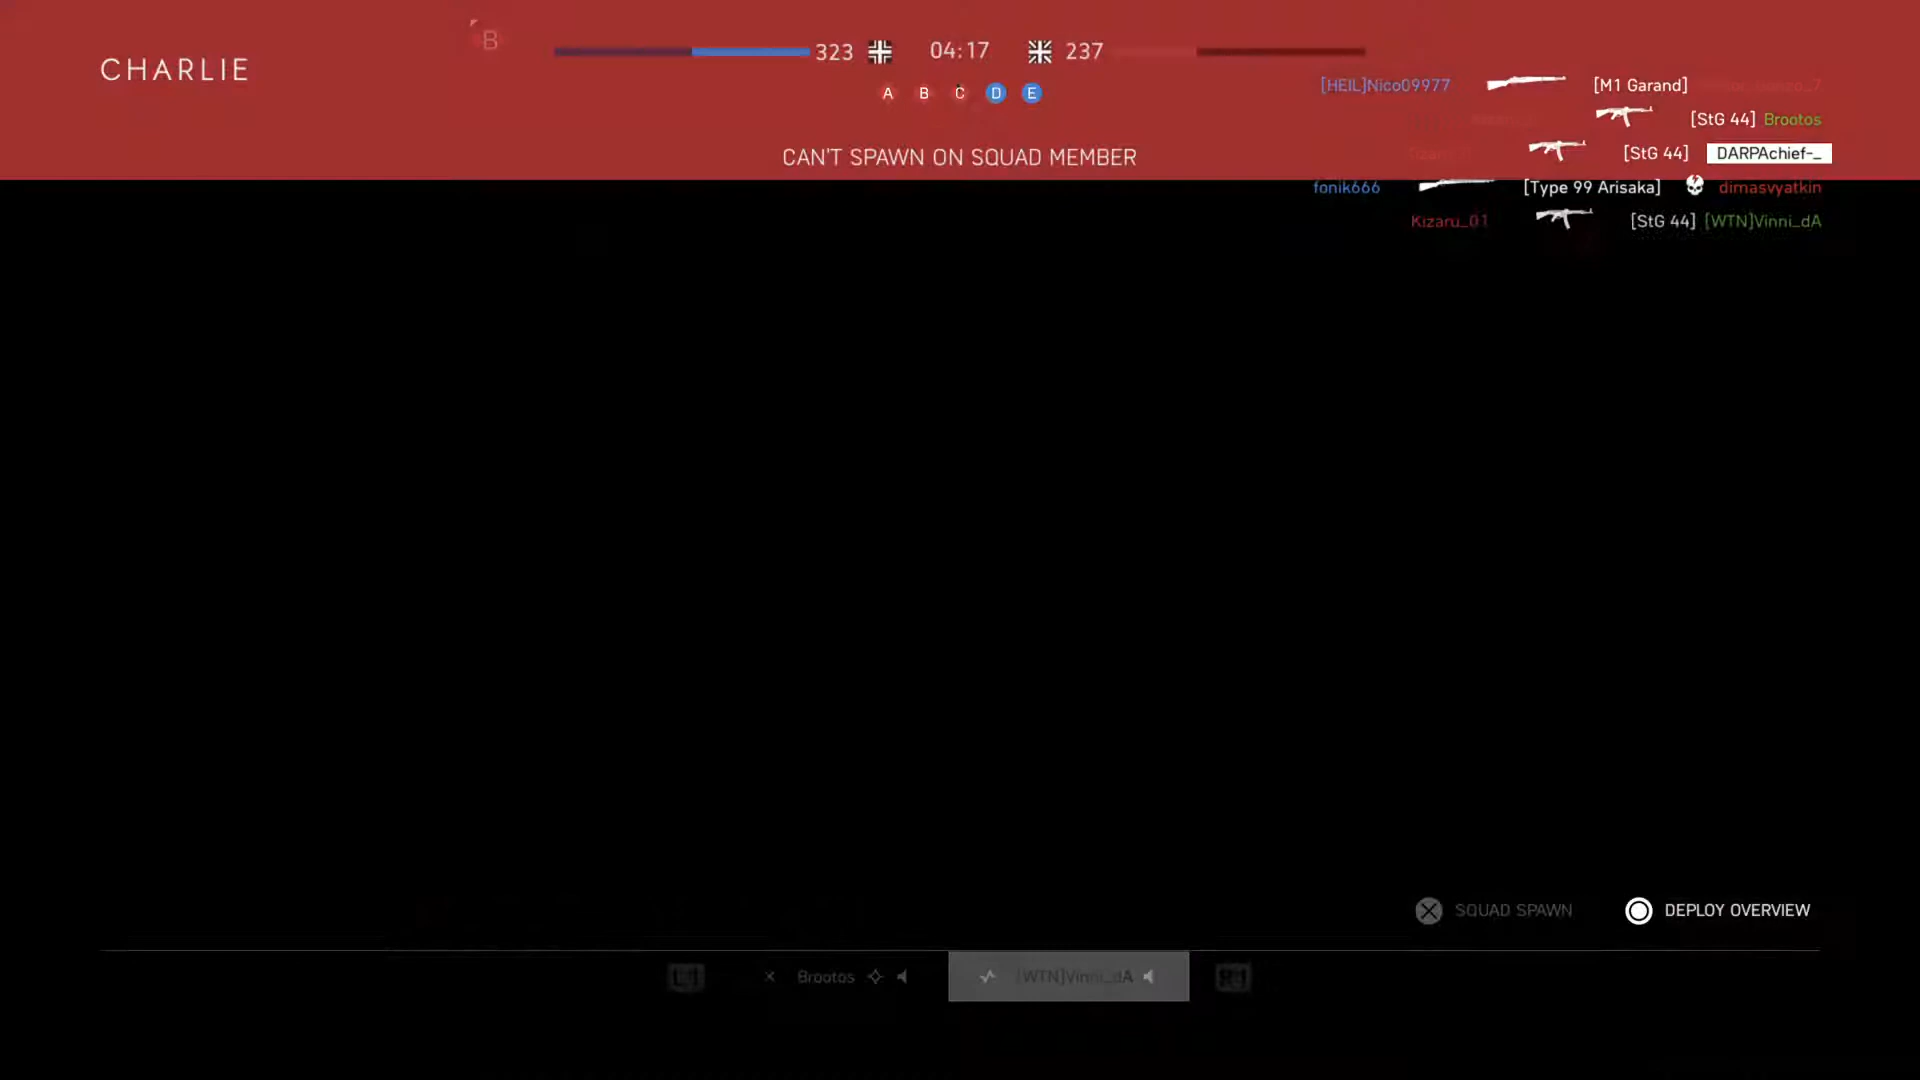 CHARLIE
B
323 04:17 237
A B C D E
CAN'T SPAWN ON SQUAD MEMBER
[HEIL]Nico09977 [M1 Garand]
[StG 44] Brootos
[StG 44] DARPAchief-_
fonik666 [Type 99 Arisaka] dimasvyatkin
Kizaru_01 [StG 44] [WTN]Vinni_dA
SQUAD SPAWN DEPLOY OVERVIEW
L1 Brootos [WTN]Vinni_dA R1